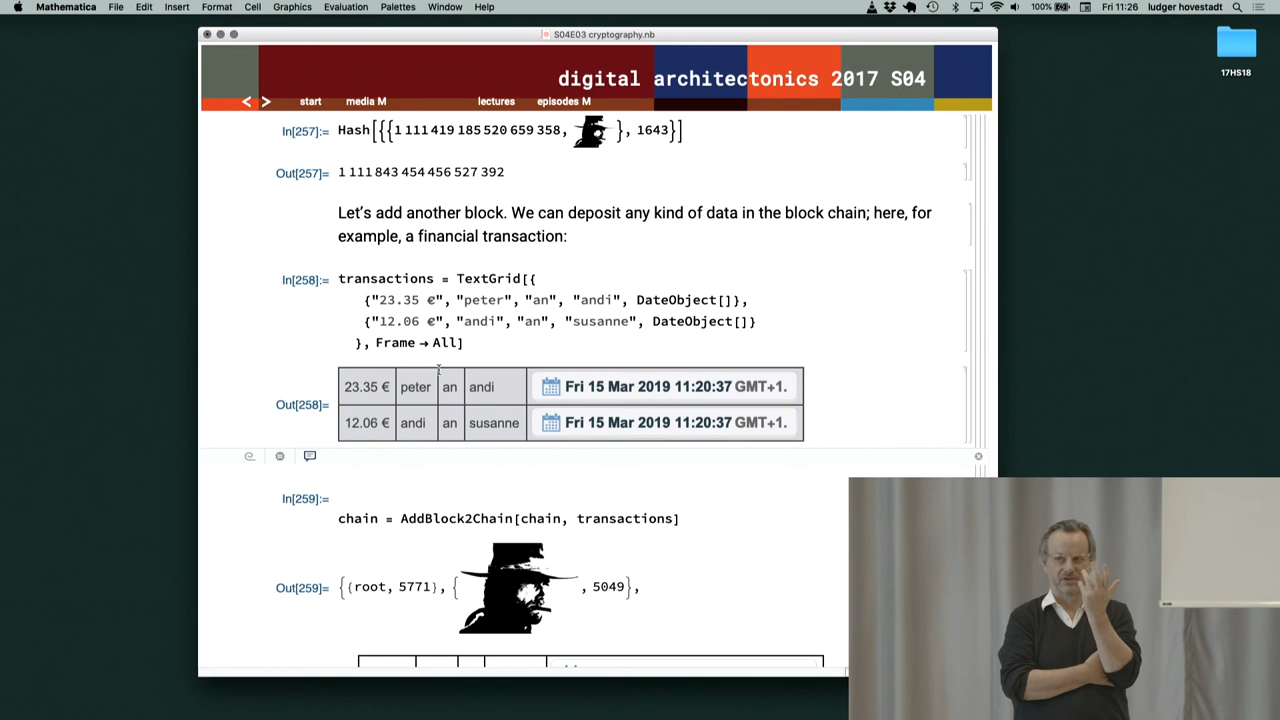 Mathematica File Edit Insert Format Cell Graphics Evaluation Palettes Window Help 100% Fri 11:26 ludger hovestadt
S04E03 cryptography.nb
17HS18
digital architectonics 2017 S04
< > start media M lectures episodes M
In[257]:= Hash[{{1 111 419 185 520 659 358, }, 1643}]
Out[257]= 1 111 843 454 456 527 392
Let's add another block. We can deposit any kind of data in the block chain; here, for
example, a financial transaction:
In[258]:= transactions = TextGrid[{
{"23.35 €", "peter", "an", "andi", DateObject[]},
{"12.06 €", "andi", "an", "susanne", DateObject[]}
}, Frame → All]
23.35 € peter an andi Fri 15 Mar 2019 11:20:37 GMT+1.
Out[258]=
12.06 € andi an susanne Fri 15 Mar 2019 11:20:37 GMT+1.
In[259]:=
chain = AddBlock2Chain[chain, transactions]
Out[259]= {{root, 5771}, { , 5049},